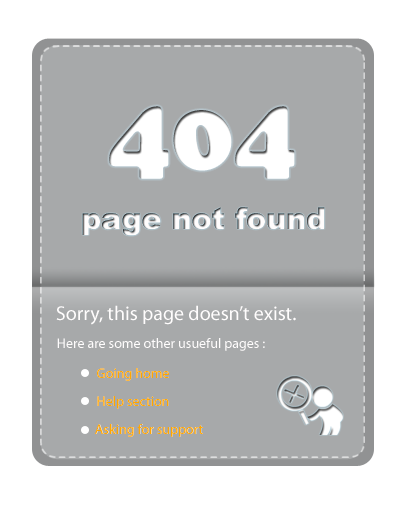 404
page not found
Sorry, this page doesn't exist.
Here are some other usueful pages :
Going home
Help section
Asking for support